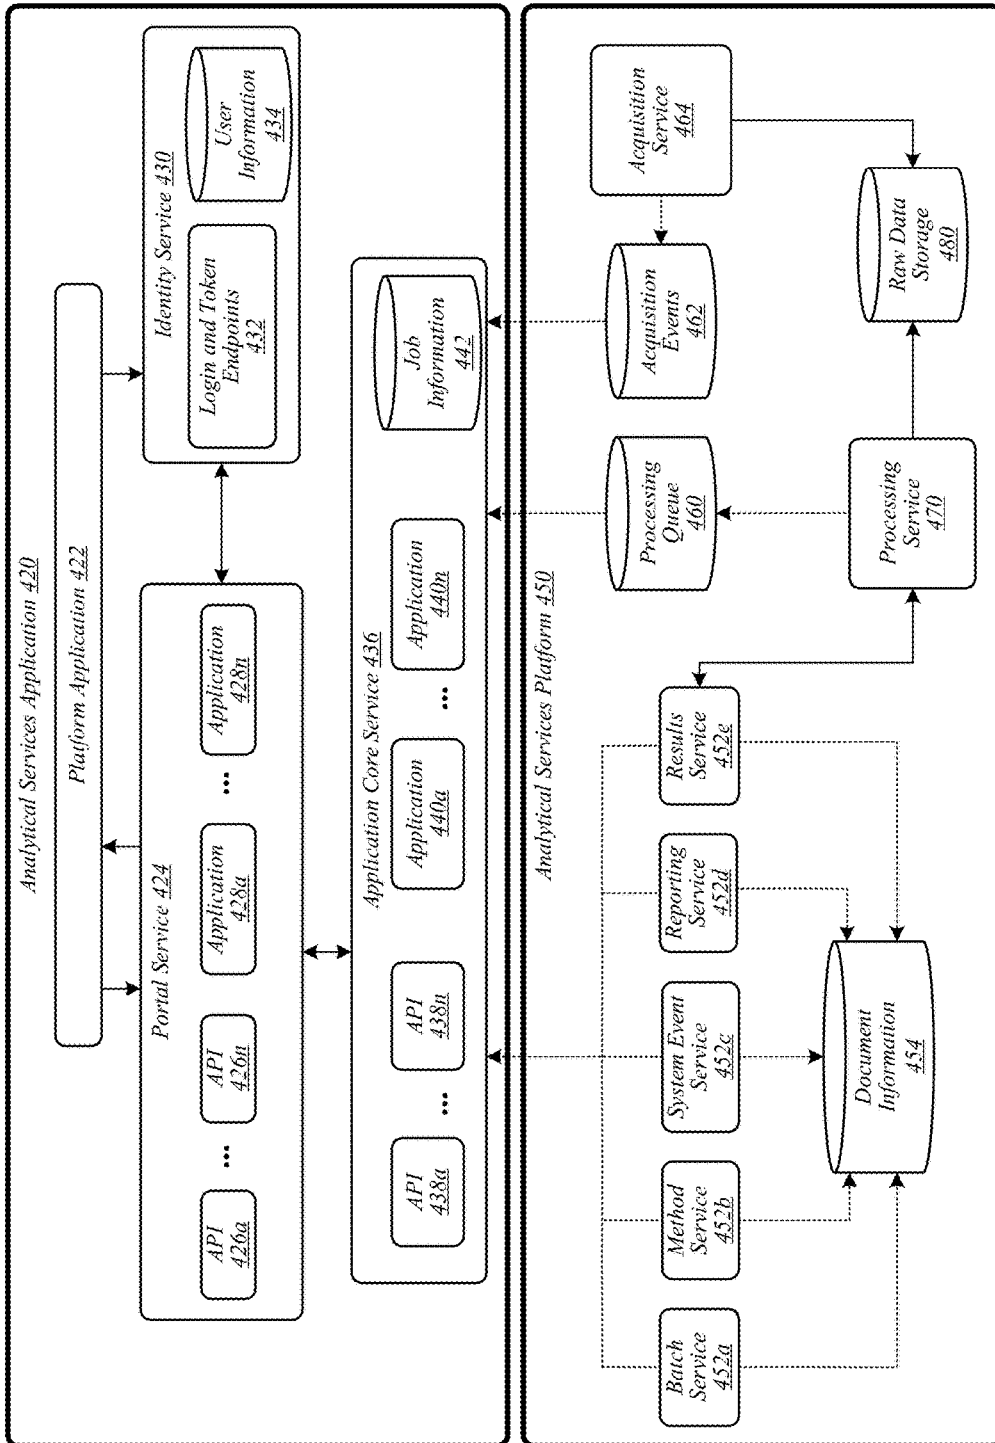 Analytical Services Application 420
Platform Application 422
Portal Service 424
API
426a
...
API
426n
Application
428a
...
Application
428n
Identity Service 430
Login and Token
Endpoints
432
User
Information
434
Application Core Service 436
API
438a
...
API
438n
Application
440a
...
Application
440n
Job
Information
442
Analytical Services Platform 450
Batch
Service
452a
Method
Service
452b
System Event
Service
452c
Reporting
Service
452d
Results
Service
452e
Document
Information
454
Processing
Queue
460
Acquisition
Events
462
Acquisition
Service
464
Processing
Service
470
Raw Data
Storage
480